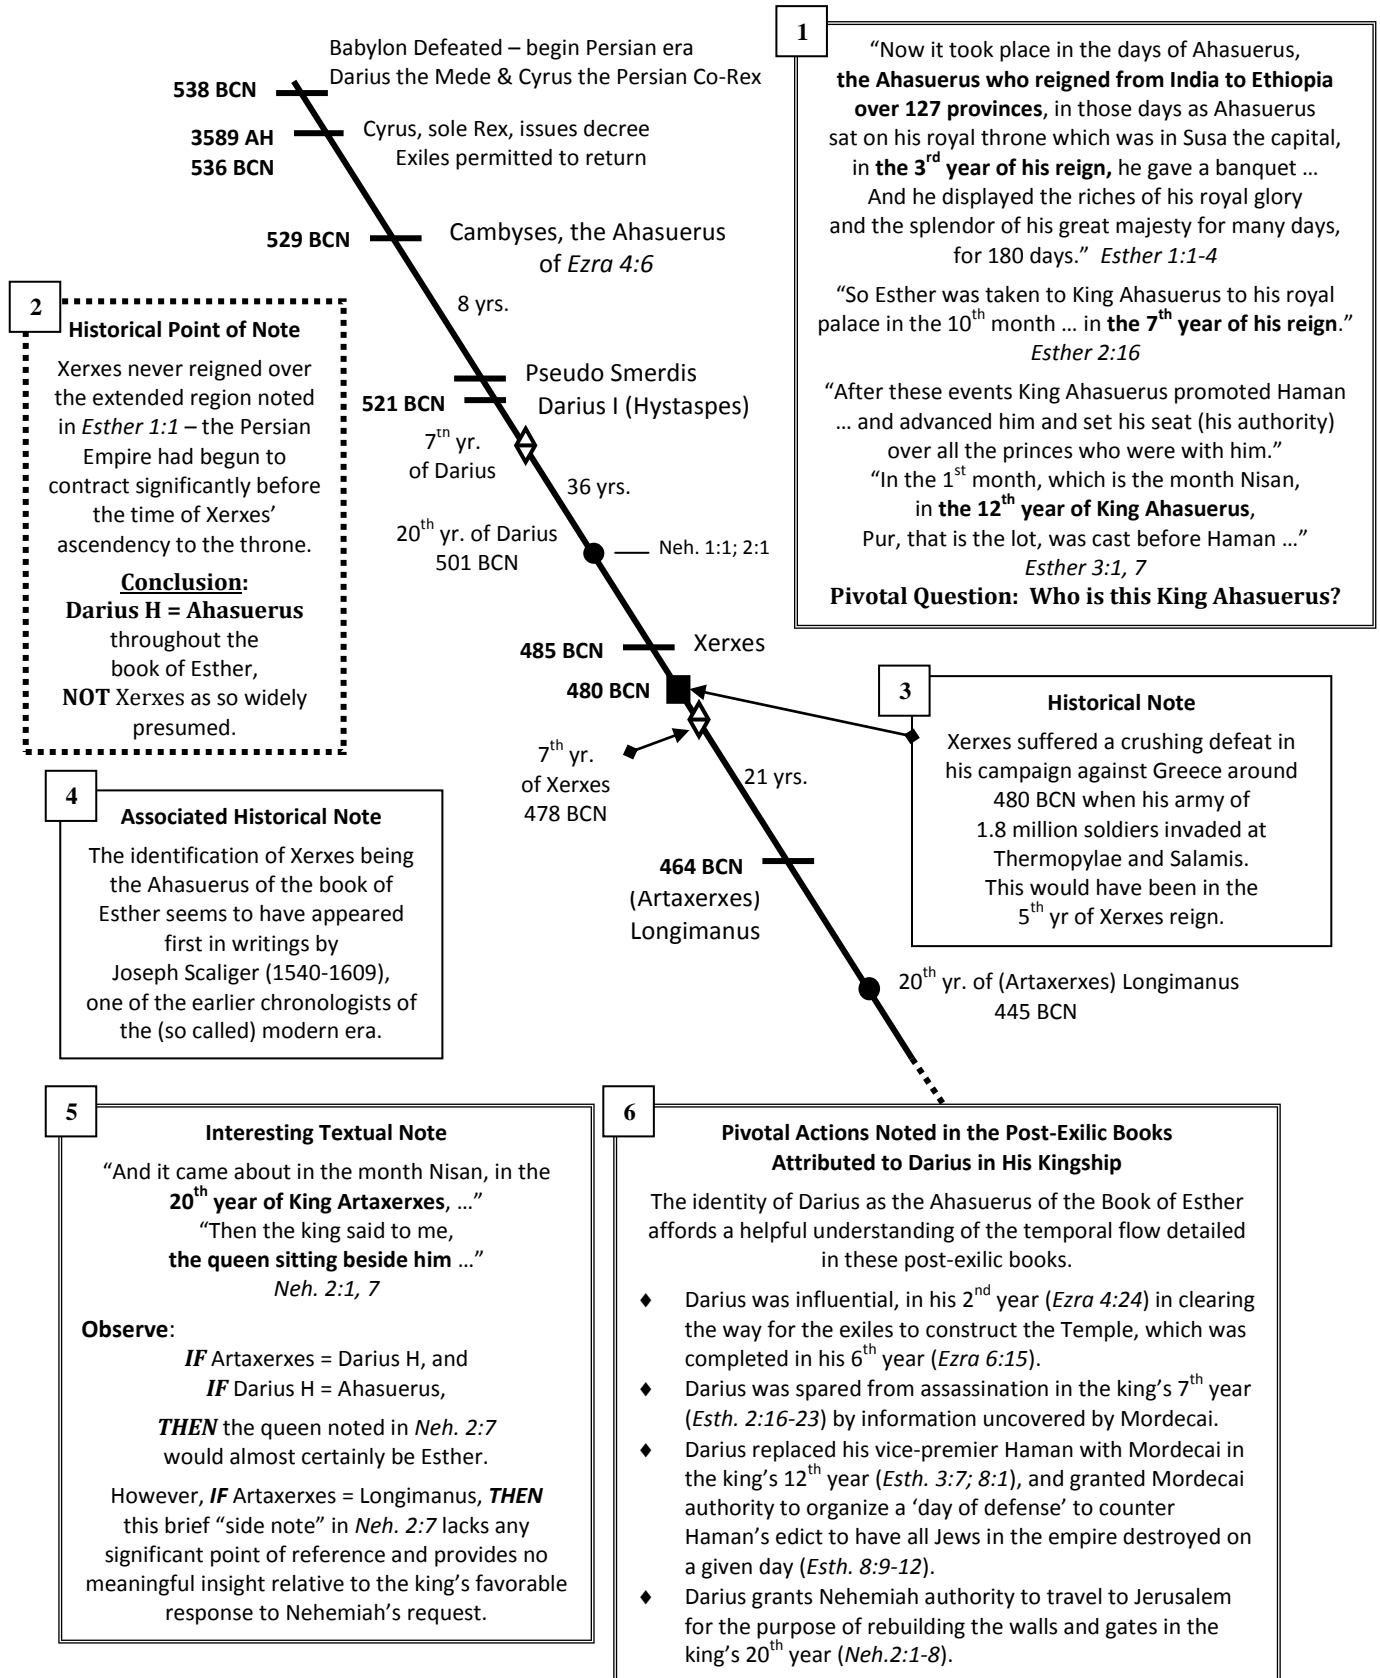 Babylon Defeated – begin Persian era
Darius the Mede & Cyrus the Persian Co-Rex
538 BCN
3589 AH
536 BCN
Cyrus, sole Rex, issues decree
Exiles permitted to return
529 BCN
Cambyses, the Ahasuerus
of Ezra 4:6
8 yrs.
Pseudo Smerdis
521 BCN
Darius I (Hystaspes)
7th yr.
of Darius
36 yrs.
20th yr. of Darius
501 BCN
Neh. 1:1; 2:1
485 BCN
Xerxes
480 BCN
7th yr.
of Xerxes
478 BCN
21 yrs.
464 BCN
(Artaxerxes)
Longimanus
20th yr. of (Artaxerxes) Longimanus
445 BCN
1
“Now it took place in the days of Ahasuerus,
the Ahasuerus who reigned from India to Ethiopia
over 127 provinces, in those days as Ahasuerus
sat on his royal throne which was in Susa the capital,
in the 3rd year of his reign, he gave a banquet …
And he displayed the riches of his royal glory
and the splendor of his great majesty for many days,
for 180 days.” Esther 1:1-4
“So Esther was taken to King Ahasuerus to his royal
palace in the 10th month … in the 7th year of his reign.”
Esther 2:16
“After these events King Ahasuerus promoted Haman
… and advanced him and set his seat (his authority)
over all the princes who were with him.”
“In the 1st month, which is the month Nisan,
in the 12th year of King Ahasuerus,
Pur, that is the lot, was cast before Haman …”
Esther 3:1, 7
Pivotal Question: Who is this King Ahasuerus?
2
Historical Point of Note
Xerxes never reigned over
the extended region noted
in Esther 1:1 – the Persian
Empire had begun to
contract significantly before
the time of Xerxes’
ascendency to the throne.
Conclusion:
Darius H = Ahasuerus
throughout the
book of Esther,
NOT Xerxes as so widely
presumed.
3
Historical Note
Xerxes suffered a crushing defeat in
his campaign against Greece around
480 BCN when his army of
1.8 million soldiers invaded at
Thermopylae and Salamis.
This would have been in the
5th yr of Xerxes reign.
4
Associated Historical Note
The identification of Xerxes being
the Ahasuerus of the book of
Esther seems to have appeared
first in writings by
Joseph Scaliger (1540-1609),
one of the earlier chronologists of
the (so called) modern era.
5
Interesting Textual Note
“And it came about in the month Nisan, in the
20th year of King Artaxerxes, …”
“Then the king said to me,
the queen sitting beside him …”
Neh. 2:1, 7
Observe:
IF Artaxerxes = Darius H, and
IF Darius H = Ahasuerus,
THEN the queen noted in Neh. 2:7
would almost certainly be Esther.
However, IF Artaxerxes = Longimanus, THEN
this brief “side note” in Neh. 2:7 lacks any
significant point of reference and provides no
meaningful insight relative to the king’s favorable
response to Nehemiah’s request.
6
Pivotal Actions Noted in the Post-Exilic Books
Attributed to Darius in His Kingship
The identity of Darius as the Ahasuerus of the Book of Esther
affords a helpful understanding of the temporal flow detailed
in these post-exilic books.
♦ Darius was influential, in his 2nd year (Ezra 4:24) in clearing
the way for the exiles to construct the Temple, which was
completed in his 6th year (Ezra 6:15).
♦ Darius was spared from assassination in the king’s 7th year
(Esth. 2:16-23) by information uncovered by Mordecai.
♦ Darius replaced his vice-premier Haman with Mordecai in
the king’s 12th year (Esth. 3:7; 8:1), and granted Mordecai
authority to organize a ‘day of defense’ to counter
Haman’s edict to have all Jews in the empire destroyed on
a given day (Esth. 8:9-12).
♦ Darius grants Nehemiah authority to travel to Jerusalem
for the purpose of rebuilding the walls and gates in the
king’s 20th year (Neh.2:1-8).